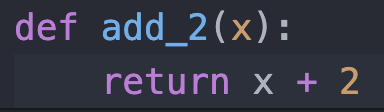 def add_2(x):
    return x + 2